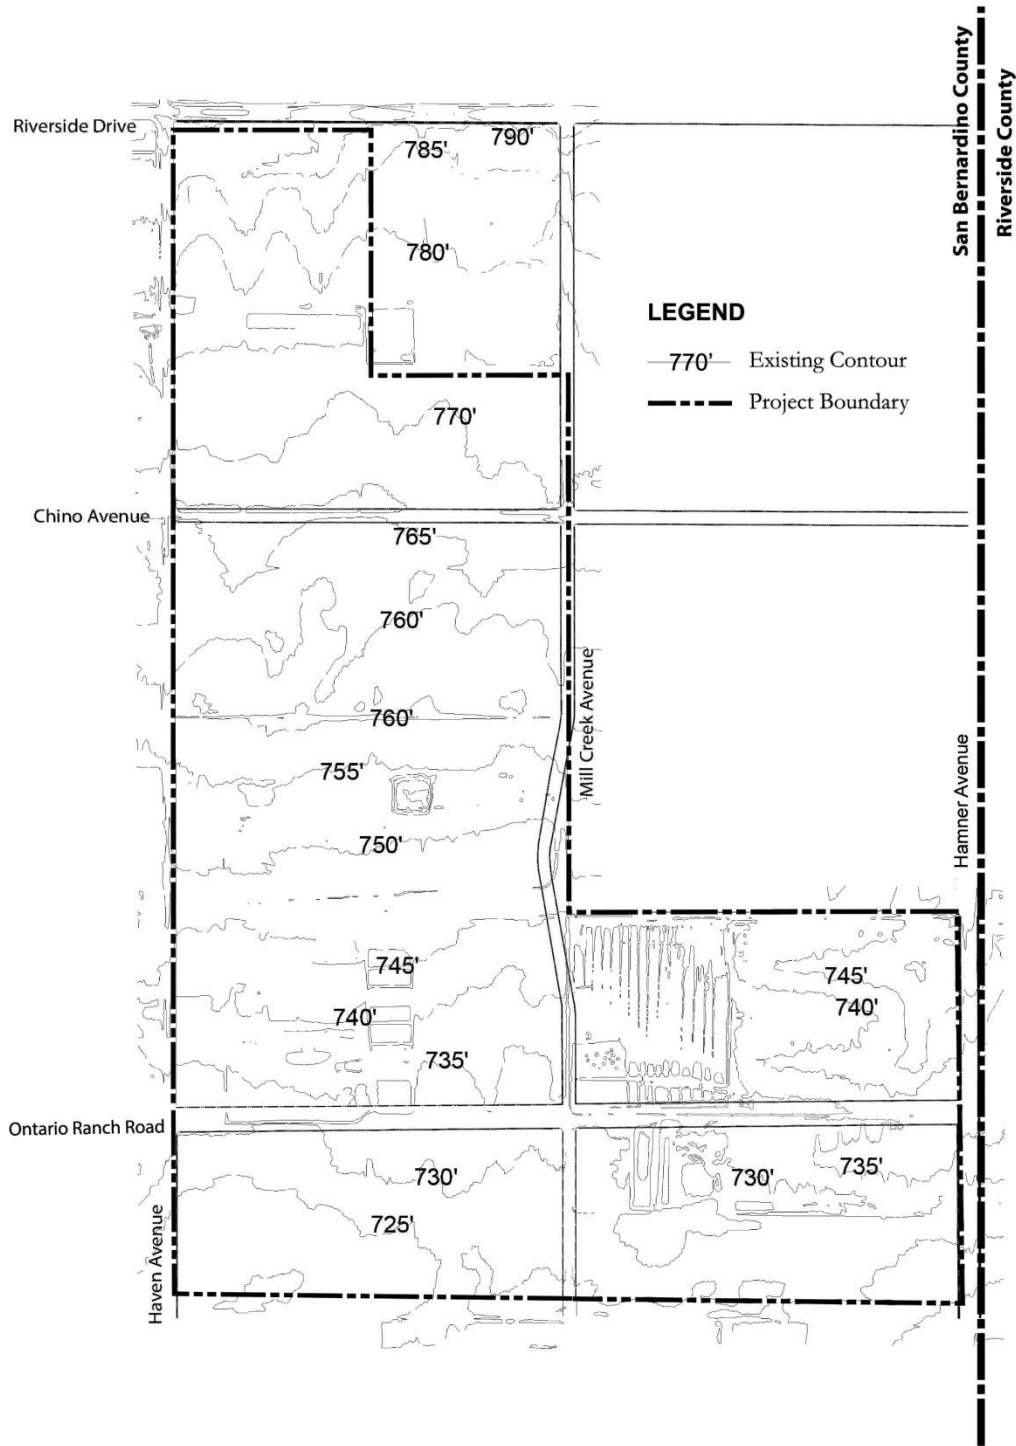 San Bernardino County
Riverside County
Riverside Drive
790'
785'
780'
LEGEND
770' Existing Contour
Project Boundary
770'
Chino Avenue
765'
760'
Mill Creek Avenue
760'
755'
Hamner Avenue
750'
745'
745'
740'
740'
735'
Ontario Ranch Road
730'
730'
735'
725'
Haven Avenue